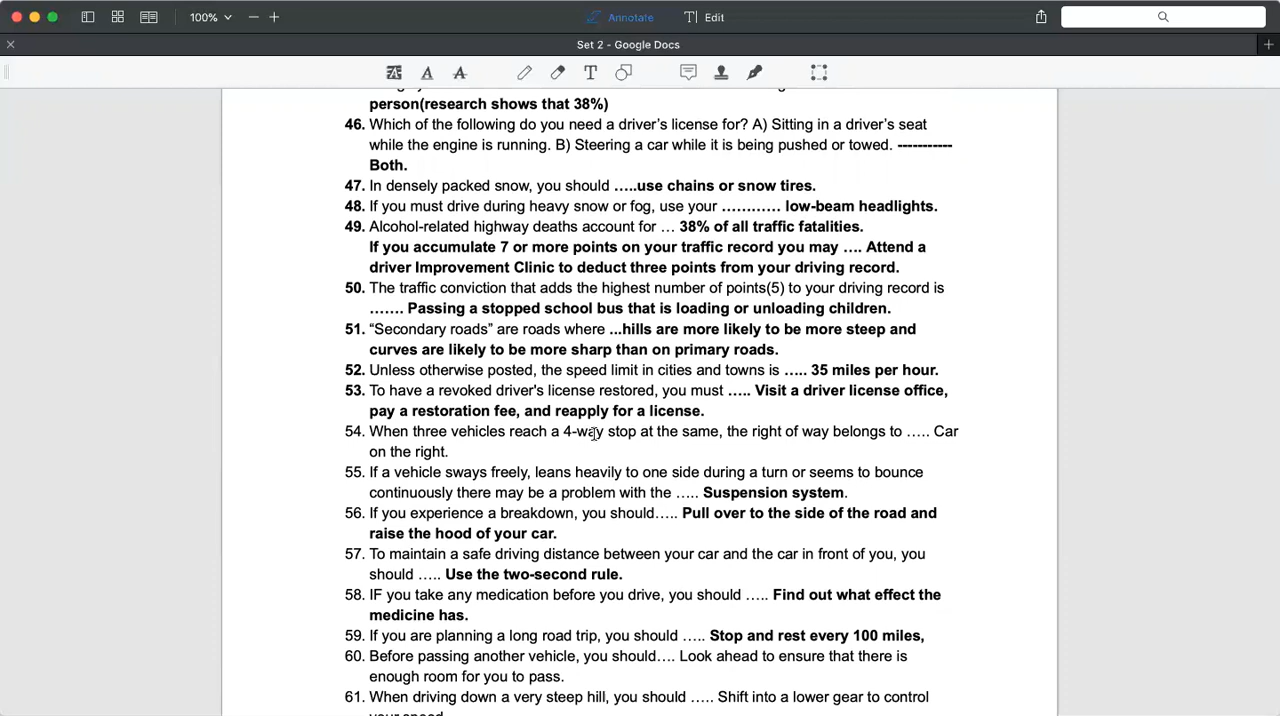 100%
Annotate
Edit
Set 2 - Google Docs
person(research shows that 38%)
46. Which of the following do you need a driver's license for? A) Sitting in a driver's seat
while the engine is running. B) Steering a car while it is being pushed or towed. -----------
Both.
47. In densely packed snow, you should …..use chains or snow tires.
48. If you must drive during heavy snow or fog, use your ………… low-beam headlights.
49. Alcohol-related highway deaths account for … 38% of all traffic fatalities.
If you accumulate 7 or more points on your traffic record you may …. Attend a
driver Improvement Clinic to deduct three points from your driving record.
50. The traffic conviction that adds the highest number of points(5) to your driving record is
……. Passing a stopped school bus that is loading or unloading children.
51. “Secondary roads” are roads where ...hills are more likely to be more steep and
curves are likely to be more sharp than on primary roads.
52. Unless otherwise posted, the speed limit in cities and towns is ….. 35 miles per hour.
53. To have a revoked driver's license restored, you must ….. Visit a driver license office,
pay a restoration fee, and reapply for a license.
54. When three vehicles reach a 4-way stop at the same, the right of way belongs to ….. Car
on the right.
55. If a vehicle sways freely, leans heavily to one side during a turn or seems to bounce
continuously there may be a problem with the ….. Suspension system.
56. If you experience a breakdown, you should….. Pull over to the side of the road and
raise the hood of your car.
57. To maintain a safe driving distance between your car and the car in front of you, you
should ….. Use the two-second rule.
58. IF you take any medication before you drive, you should ….. Find out what effect the
medicine has.
59. If you are planning a long road trip, you should ….. Stop and rest every 100 miles,
60. Before passing another vehicle, you should…. Look ahead to ensure that there is
enough room for you to pass.
61. When driving down a very steep hill, you should ….. Shift into a lower gear to control
your speed